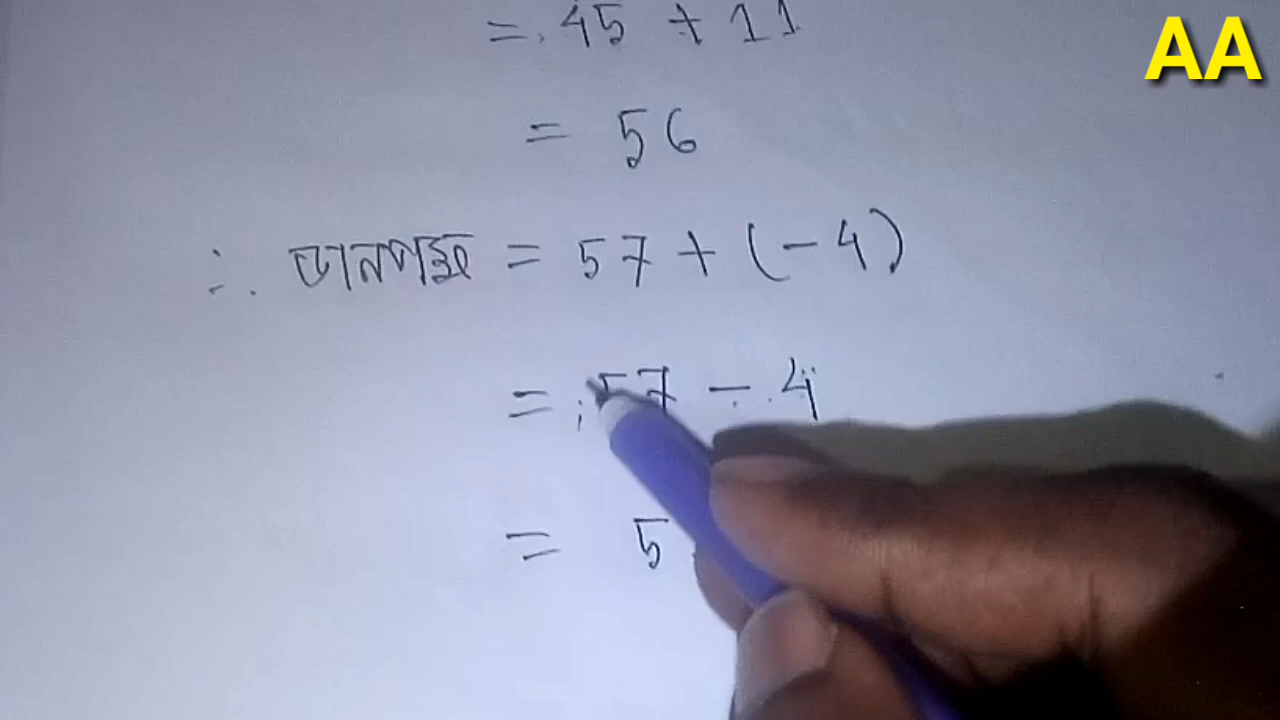 = 45 + 11
AA
= 56
∴ ডানপক্ষ = 57 + (-4)
= 57 - 4
= 5